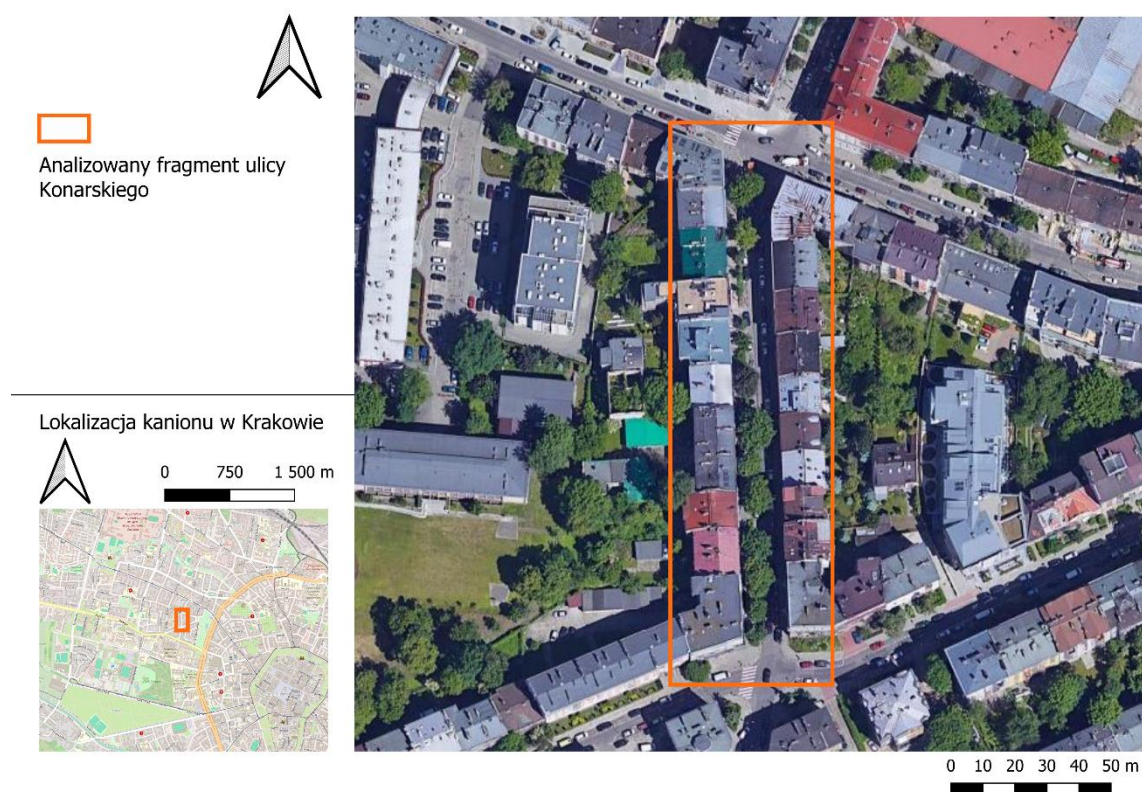 Analizowany fragment ulicy
Konarskiego
Lokalizacja kanionu w Krakowie
0 750 1 500 m
0 10 20 30 40 50 m